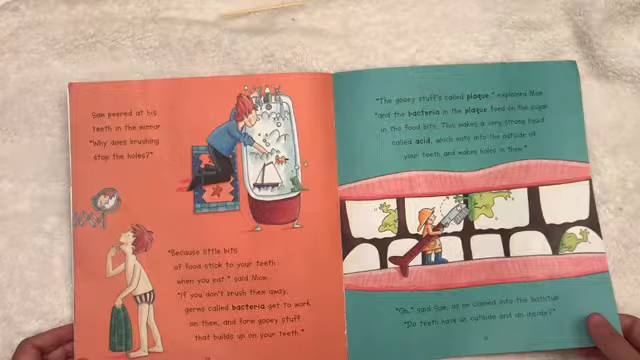 Sam peered at his
teeth in the mirror.
"Why does brushing
stop the holes?"
"Because little bits
of food stick to your teeth
when you eat," said Mom.
"If you don't brush them away,
germs called bacteria get to work
on them, and form gooey stuff
that builds up on your teeth."
"The gooey stuff's called plaque," explained Mom,
"and the bacteria in the plaque feed on the sugar
in the food bits. This makes a very strong liquid
called acid, which eats into the outside of
your teeth and makes holes in them."
said Sam, as he climbed into the bathtub.
"Do teeth have an outside and an inside?"